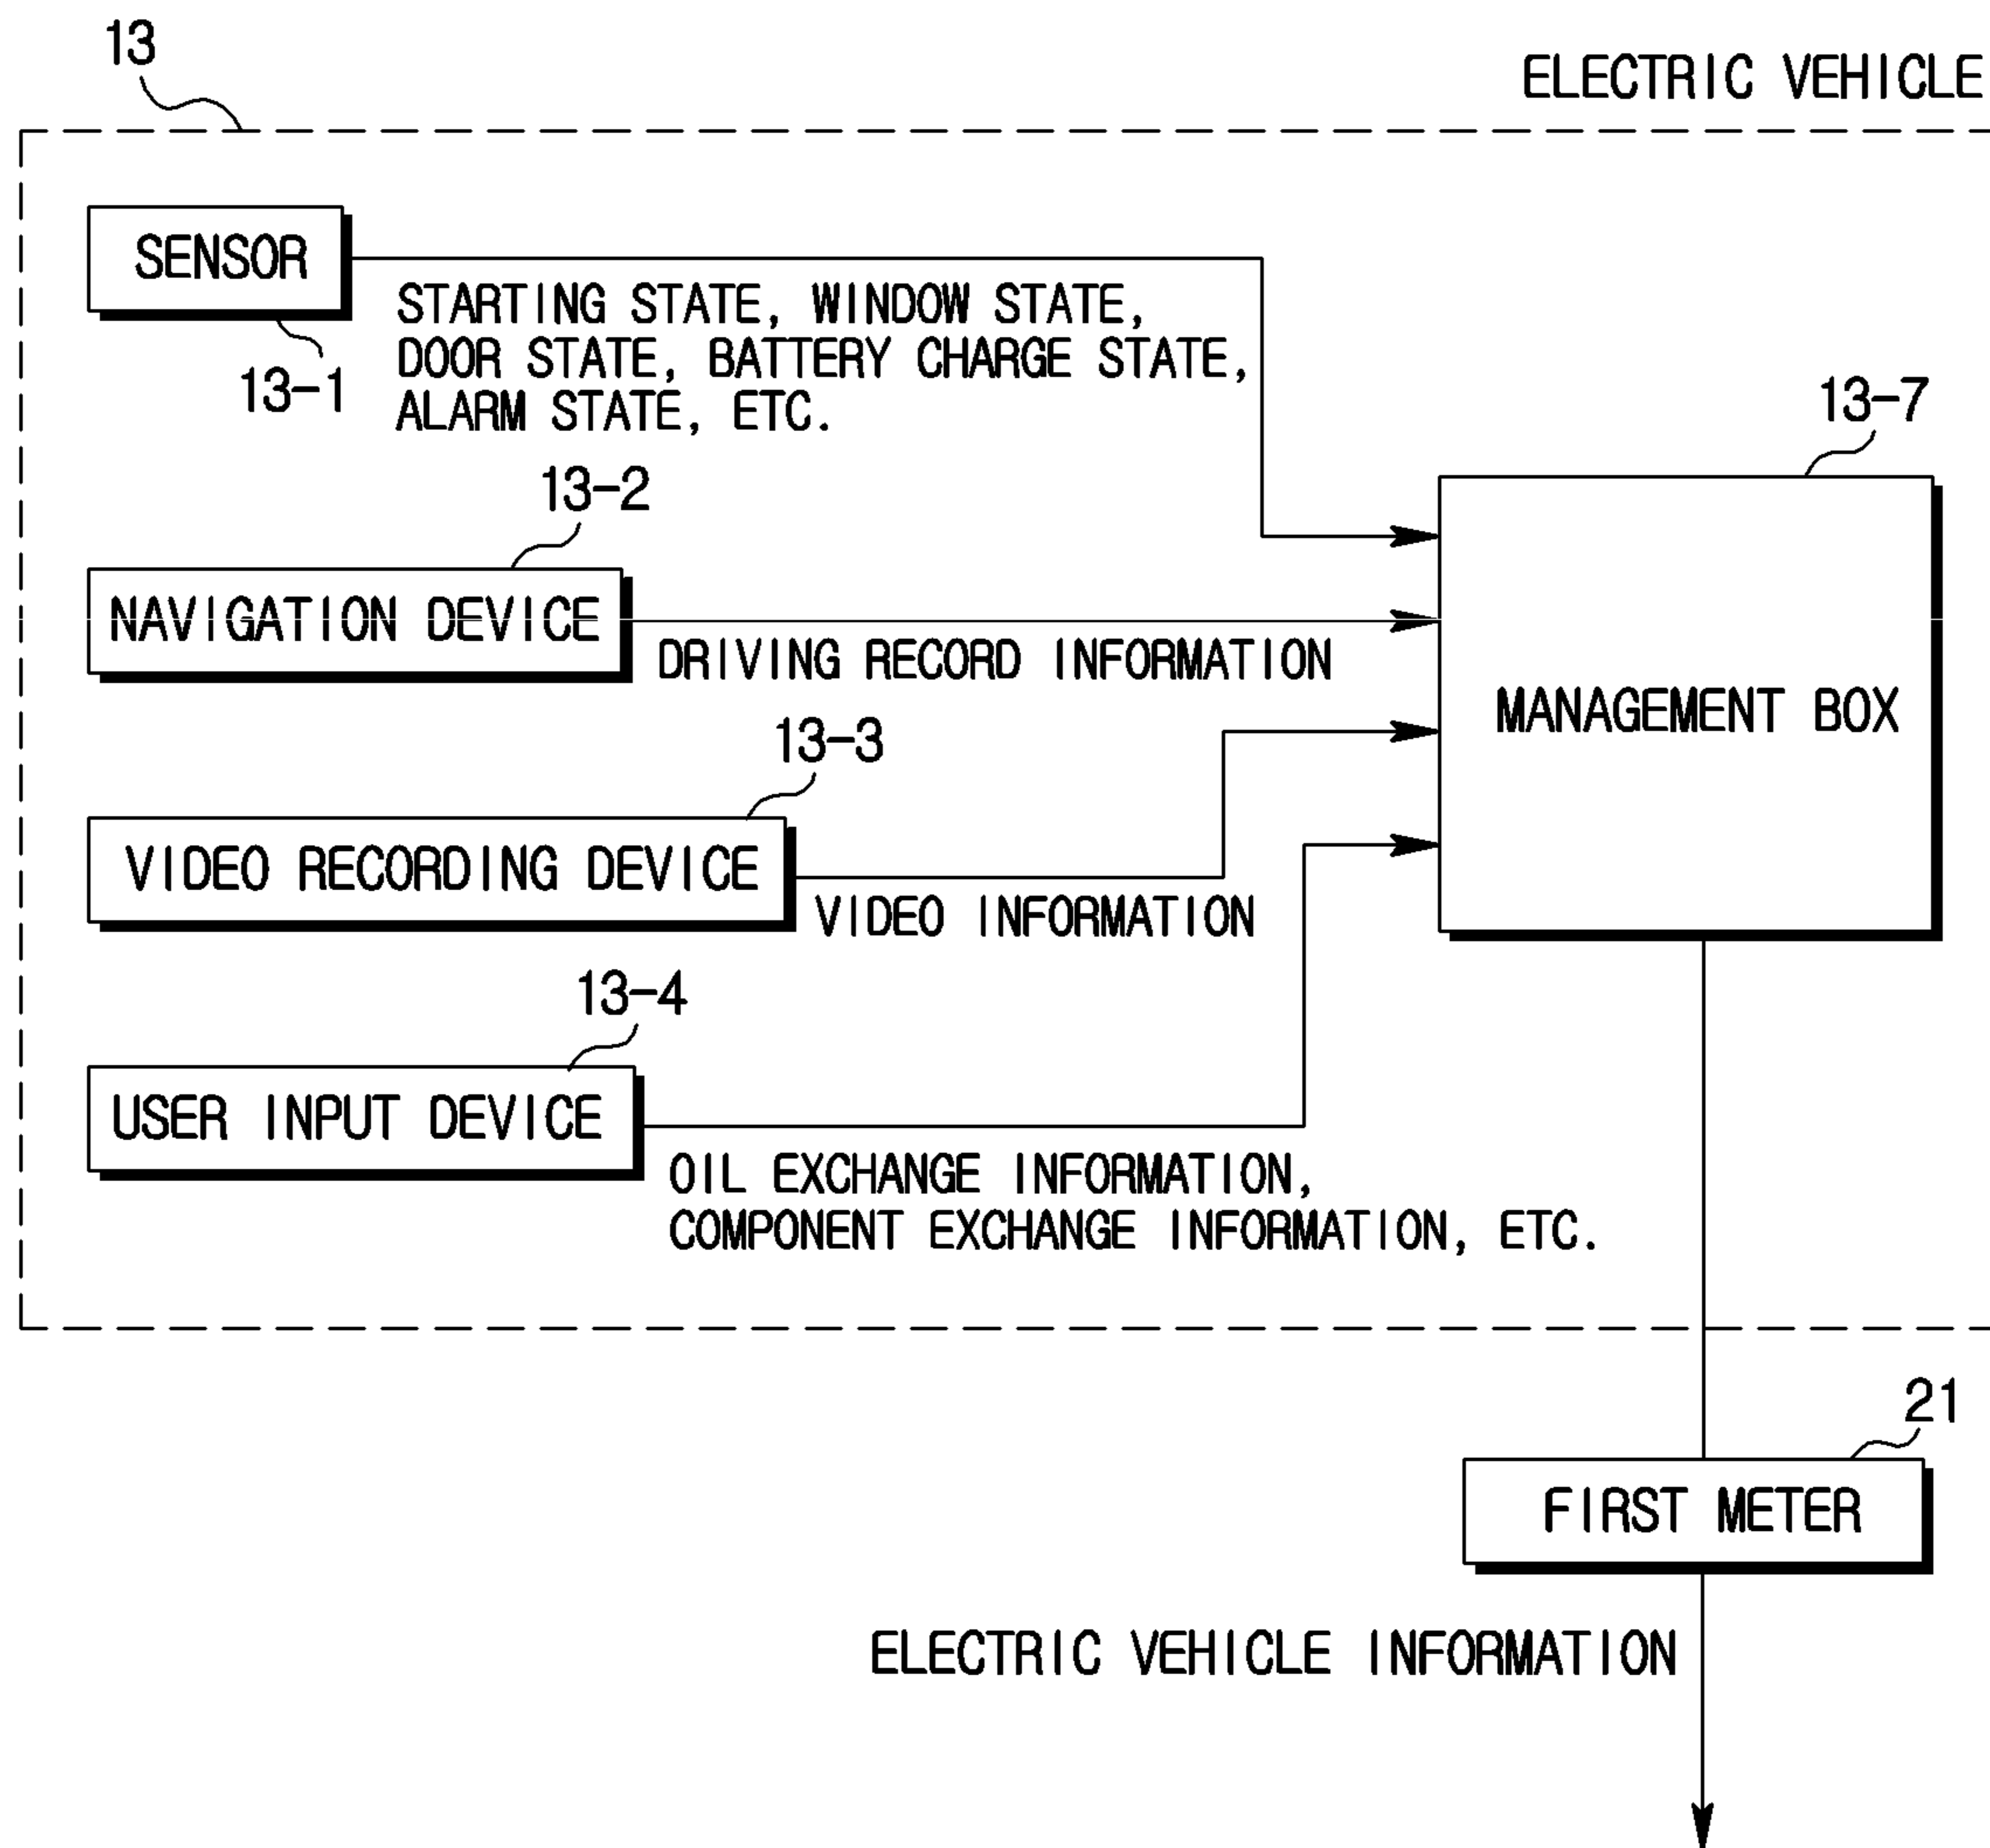 13
ELECTRIC VEHICLE
SENSOR
STARTING STATE, WINDOW STATE,
DOOR STATE, BATTERY CHARGE STATE,
ALARM STATE, ETC.
13-1
13-7
13-2
NAVIGATION DEVICE
DRIVING RECORD INFORMATION
MANAGEMENT BOX
13-3
VIDEO RECORDING DEVICE
VIDEO INFORMATION
13-4
USER INPUT DEVICE
OIL EXCHANGE INFORMATION,
COMPONENT EXCHANGE INFORMATION, ETC.
21
FIRST METER
ELECTRIC VEHICLE INFORMATION